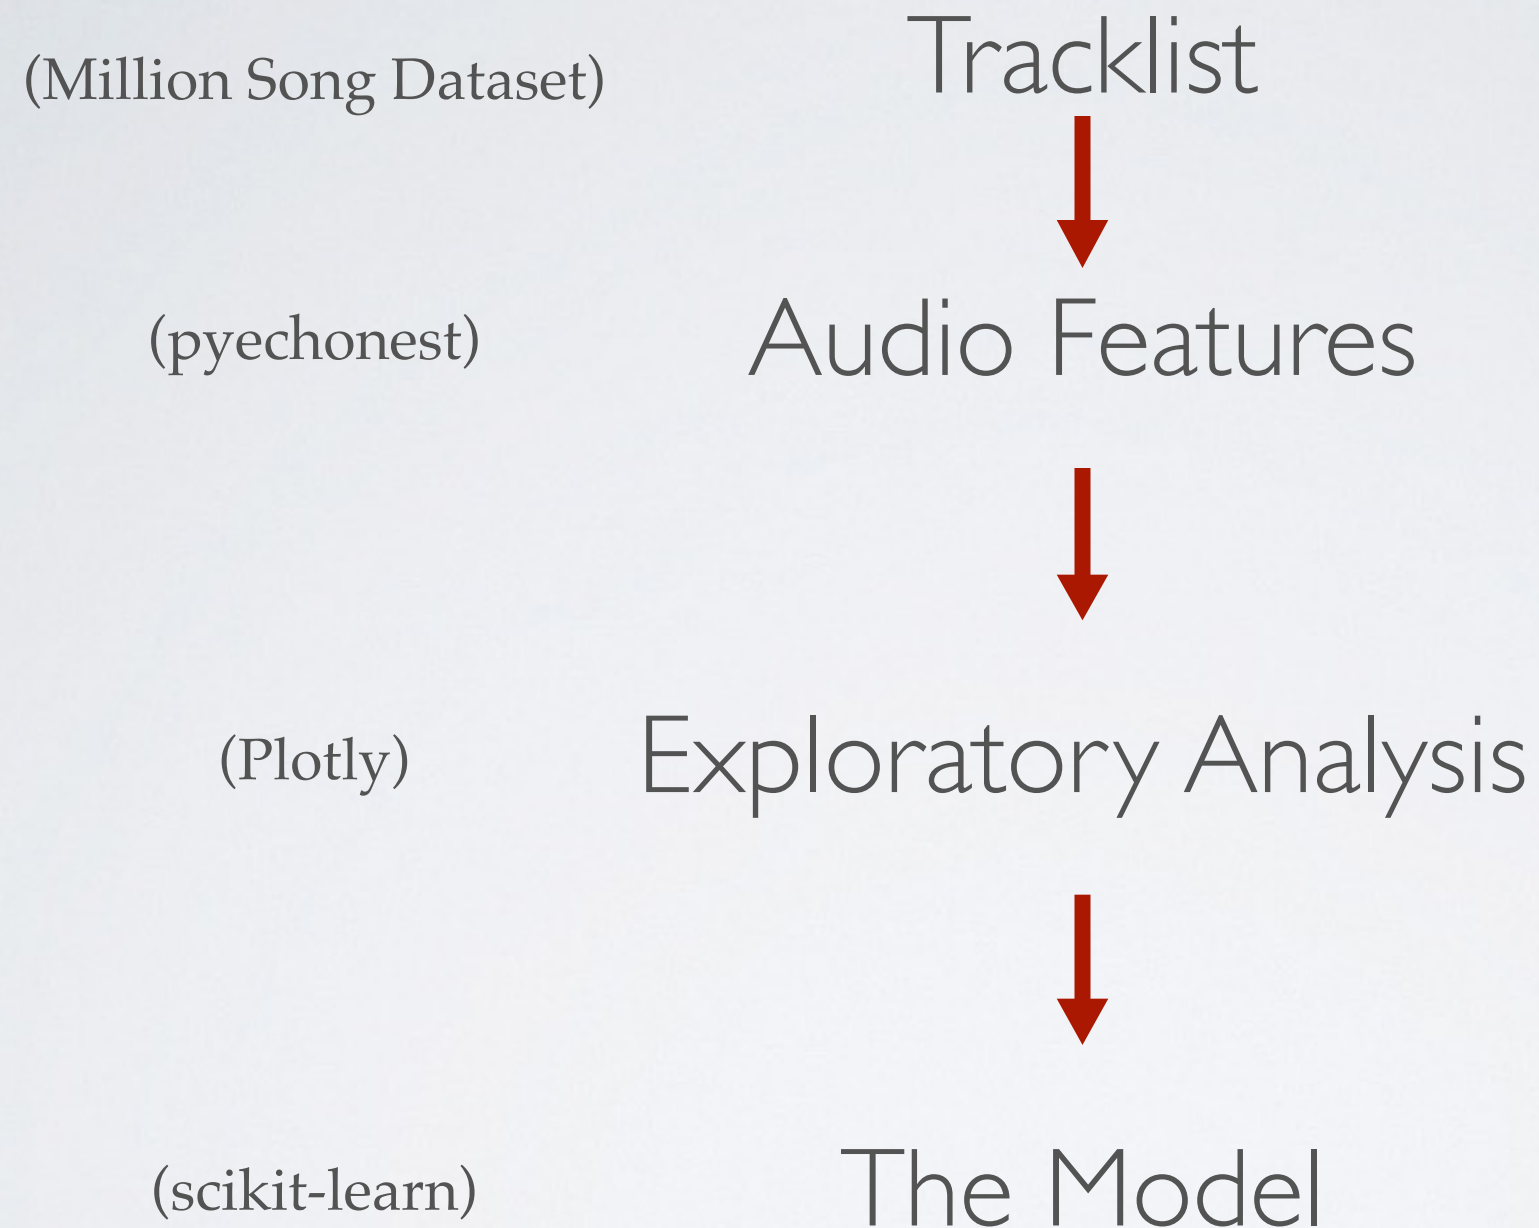 (Million Song Dataset) Tracklist
(pyechonest) Audio Features
(Plotly) Exploratory Analysis
(scikit-learn) The Model